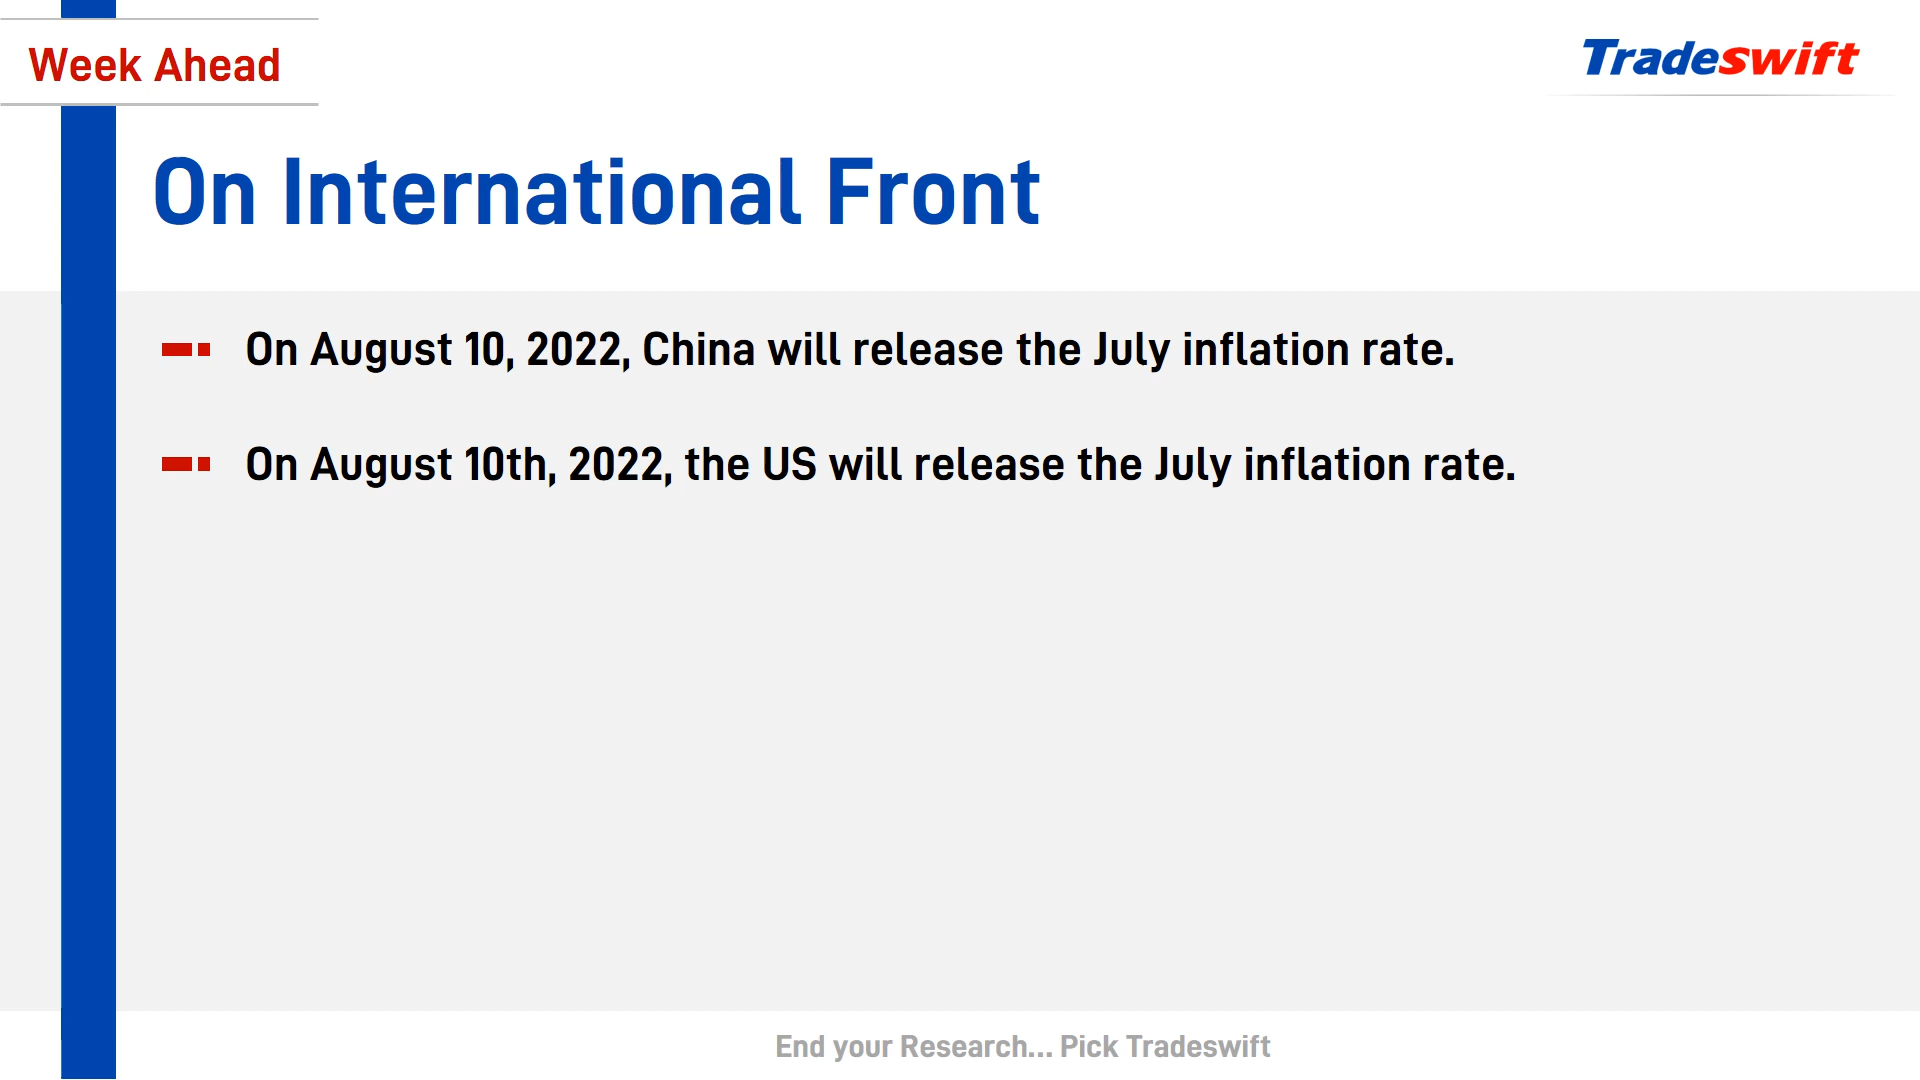 Week Ahead
Tradeswift
On International Front
On August 10, 2022, China will release the July inflation rate.
On August 10th, 2022, the US will release the July inflation rate.
End your Research... Pick Tradeswift